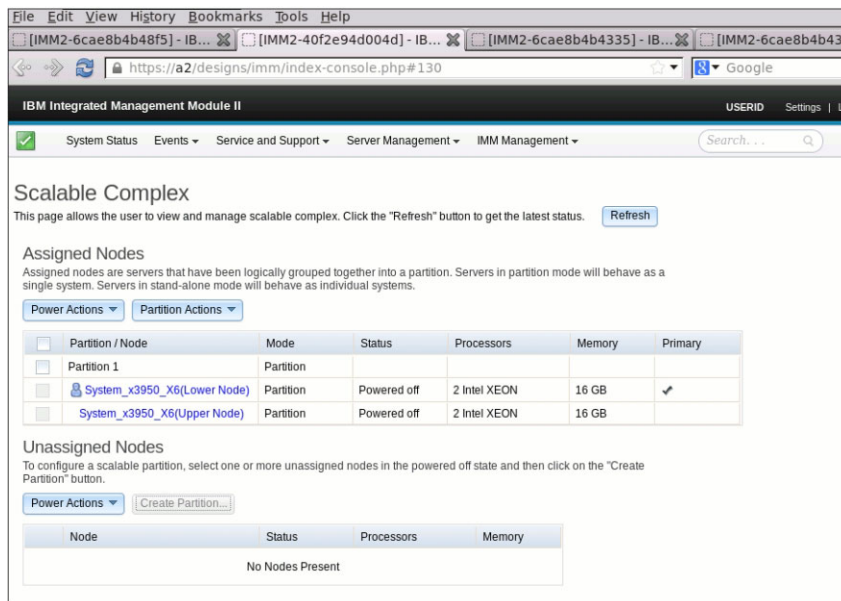 File Edit View History Bookmarks Tools Help
[IMM2-6cae8b4b48f5] - IB... [IMM2-40f2e94d004d] - IB... [IMM2-6cae8b4b4335] - IB... [IMM2-6cae8b4b43
https://a2/designs/imm/index-console.php#130 Google
IBM Integrated Management Module II USERID Settings |
System Status Events Service and Support Server Management IMM Management Search. . .
Scalable Complex
This page allows the user to view and manage scalable complex. Click the "Refresh" button to get the latest status. Refresh
Assigned Nodes
Assigned nodes are servers that have been logically grouped together into a partition. Servers in partition mode will behave as a
single system. Servers in stand-alone mode will behave as individual systems.
Power Actions Partition Actions
Partition / Node Mode Status Processors Memory Primary
Partition 1 Partition
System_x3950_X6(Lower Node) Partition Powered off 2 Intel XEON 16 GB
System_x3950_X6(Upper Node) Partition Powered off 2 Intel XEON 16 GB
Unassigned Nodes
To configure a scalable partition, select one or more unassigned nodes in the powered off state and then click on the "Create
Partition" button.
Power Actions Create Partition...
Node Status Processors Memory
No Nodes Present